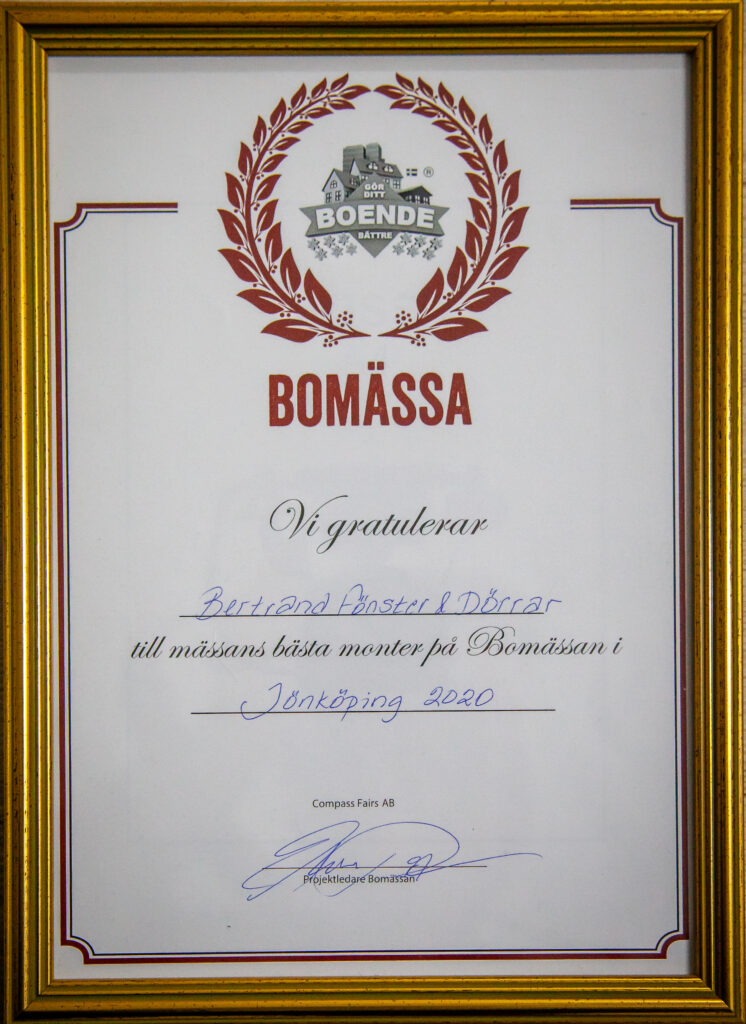 GÖR
DITT
BOENDE
BÄTTRE
®
BOMÄSSA
Vi gratulerar
Bertrand Fönster & Dörrar
till mässans bästa monter på Bomässan i
Jönköping 2020
Compass Fairs AB
Projektledare Bomässan